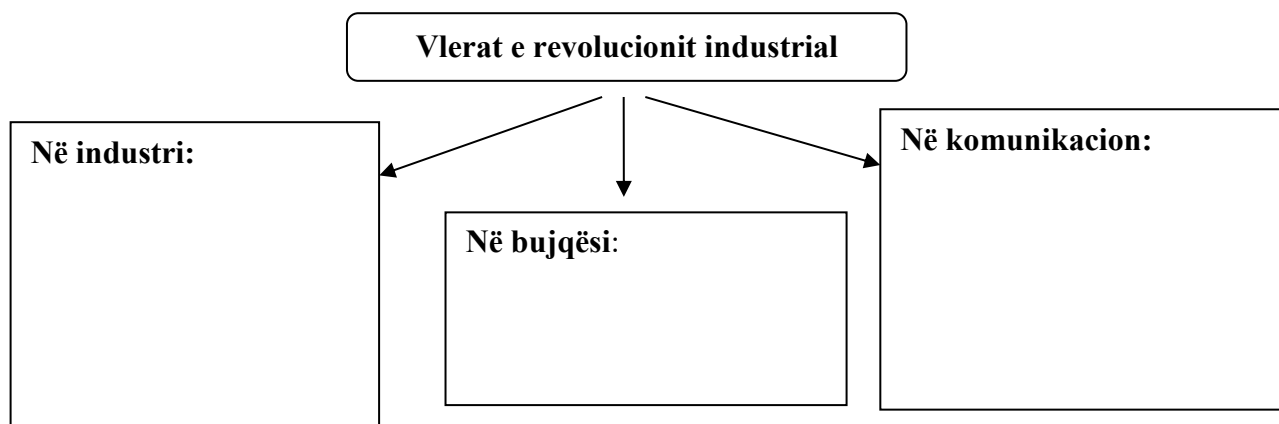 Vlerat e revolucionit industrial
Në industri:
Në bujqësi:
Në komunikacion: